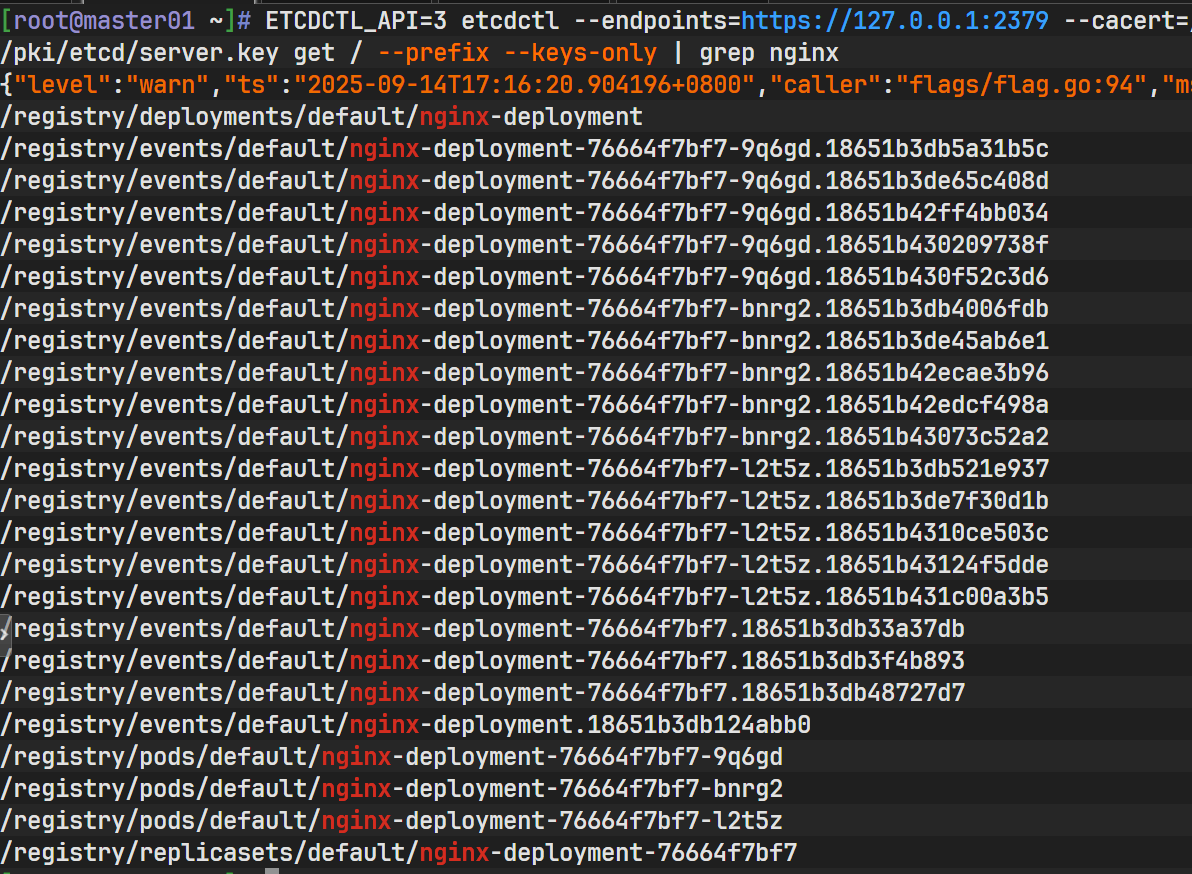 [root@master01 ~]# ETCDCTL_API=3 etcdctl --endpoints=https://127.0.0.1:2379 --cacert=/
/pki/etcd/server.key get / --prefix --keys-only | grep nginx
{"level":"warn","ts":"2025-09-14T17:16:20.904196+0800","caller":"flags/flag.go:94","ms
/registry/deployments/default/nginx-deployment
/registry/events/default/nginx-deployment-76664f7bf7-9q6gd.18651b3db5a31b5c
/registry/events/default/nginx-deployment-76664f7bf7-9q6gd.18651b3de65c408d
/registry/events/default/nginx-deployment-76664f7bf7-9q6gd.18651b42ff4bb034
/registry/events/default/nginx-deployment-76664f7bf7-9q6gd.18651b430209738f
/registry/events/default/nginx-deployment-76664f7bf7-9q6gd.18651b430f52c3d6
/registry/events/default/nginx-deployment-76664f7bf7-bnrg2.18651b3db4006fdb
/registry/events/default/nginx-deployment-76664f7bf7-bnrg2.18651b3de45ab6e1
/registry/events/default/nginx-deployment-76664f7bf7-bnrg2.18651b42ecae3b96
/registry/events/default/nginx-deployment-76664f7bf7-bnrg2.18651b42edcf498a
/registry/events/default/nginx-deployment-76664f7bf7-bnrg2.18651b43073c52a2
/registry/events/default/nginx-deployment-76664f7bf7-l2t5z.18651b3db521e937
/registry/events/default/nginx-deployment-76664f7bf7-l2t5z.18651b3de7f30d1b
/registry/events/default/nginx-deployment-76664f7bf7-l2t5z.18651b4310ce503c
/registry/events/default/nginx-deployment-76664f7bf7-l2t5z.18651b43124f5dde
/registry/events/default/nginx-deployment-76664f7bf7-l2t5z.18651b431c00a3b5
/registry/events/default/nginx-deployment-76664f7bf7.18651b3db33a37db
/registry/events/default/nginx-deployment-76664f7bf7.18651b3db3f4b893
/registry/events/default/nginx-deployment-76664f7bf7.18651b3db48727d7
/registry/events/default/nginx-deployment.18651b3db124abb0
/registry/pods/default/nginx-deployment-76664f7bf7-9q6gd
/registry/pods/default/nginx-deployment-76664f7bf7-bnrg2
/registry/pods/default/nginx-deployment-76664f7bf7-l2t5z
/registry/replicasets/default/nginx-deployment-76664f7bf7